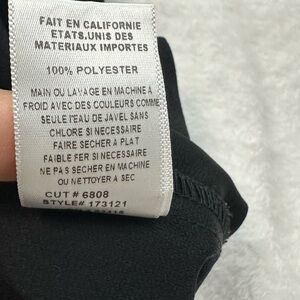 FAIT EN CALIFORNIE
ETATS.UNIS DES
MATERIAUX IMPORTES
100% POLYESTER
MAIN OU LAVAGE EN MACHINE A
FROID AVEC DES COULEURS COMME
SEULE l'EAU DE JAVEL SANS
CHLORE SI NECESSAIRE
FAIRE SECHER A PLAT
FAIBLE FER SI NECESSAIRE
NE PAS SECHER EN MACHINE
OU NETTOYER A SEC
CUT # 6808
STYLE# 173121